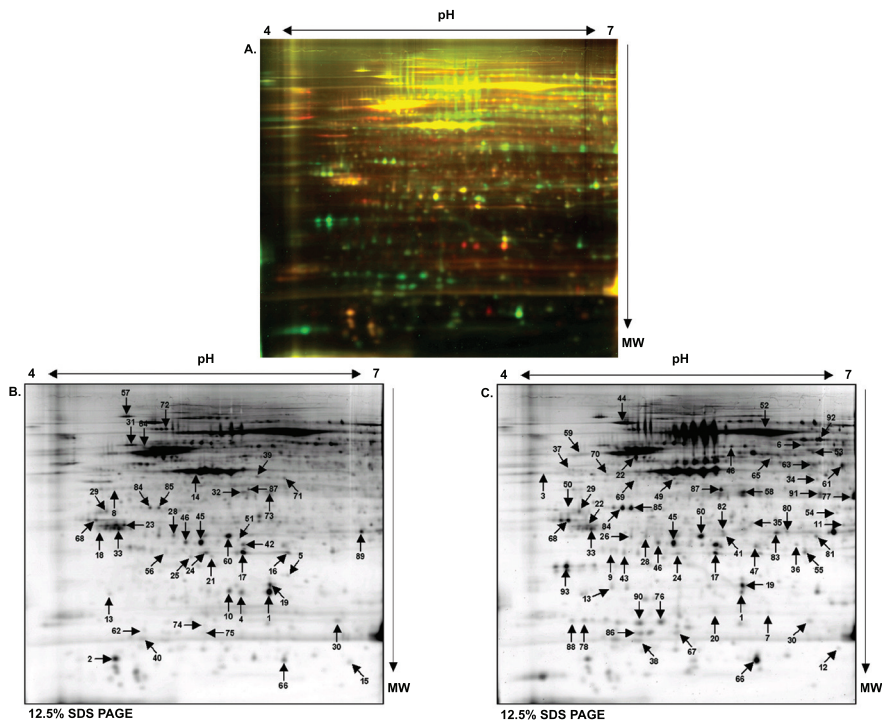 pH
4 7
A.
MW
pH
4 7
B.
57 72
31 64
39
14 32 87 71
84 85
29 8 73
28 46 45 51
68 23
18 33 60 42 89
56 25 24 21 17 16 5
19
13 10 4 1
74
62 75 30
40
2 66 15
MW
12.5% SDS PAGE
pH
4 7
C.
44 52 92
59 6
37 70 48 65 53
22 63
3 34 61
69 49 87 58 91 77
50 29
22 84 85 54
45 60 82 35 80 11
68 33 26
28 46 41 83 81
9 43 24 17 47 36 55
93 13 19
1
90 76
20 7 30
88 78 86 67
38 12
66
MW
12.5% SDS PAGE